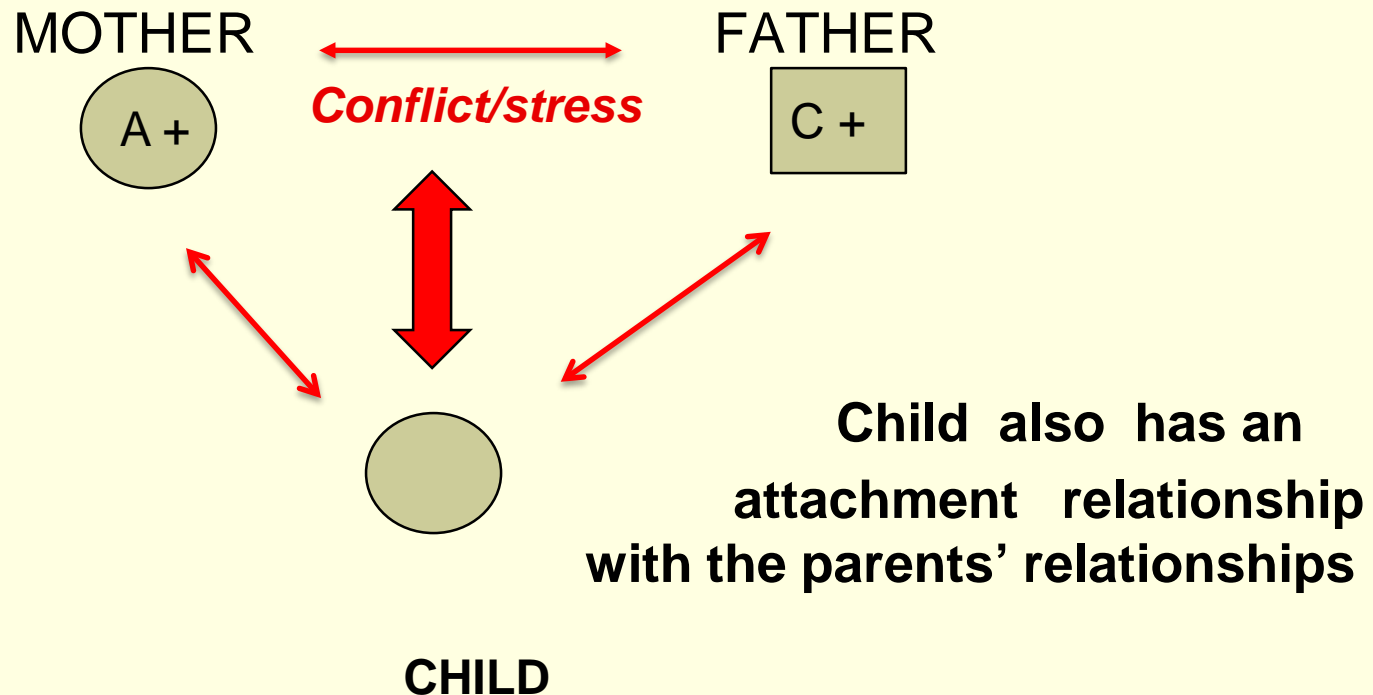 MOTHER FATHER
Conflict/stress
A + C +
Child also has an
attachment relationship
with the parents’ relationships
CHILD